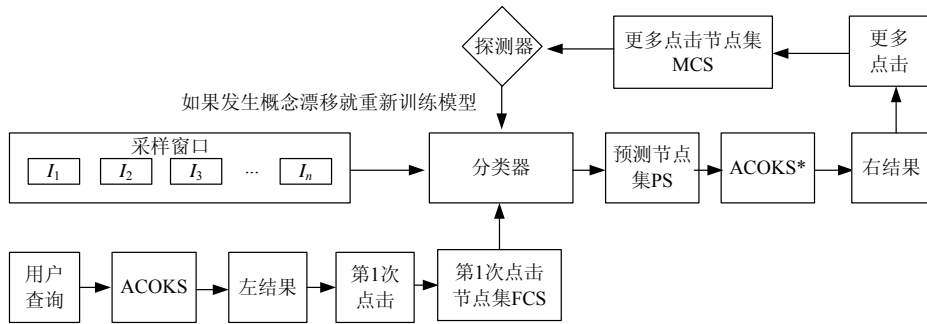 探测器
更多点击节点集
MCS
更多
点击
如果发生概念漂移就重新训练模型
采样窗口
I1 I2 I3 ... In
分类器
预测节点
集PS
ACOKS*
右结果
用户
查询
ACOKS
左结果
第1次
点击
第1次点击
节点集FCS